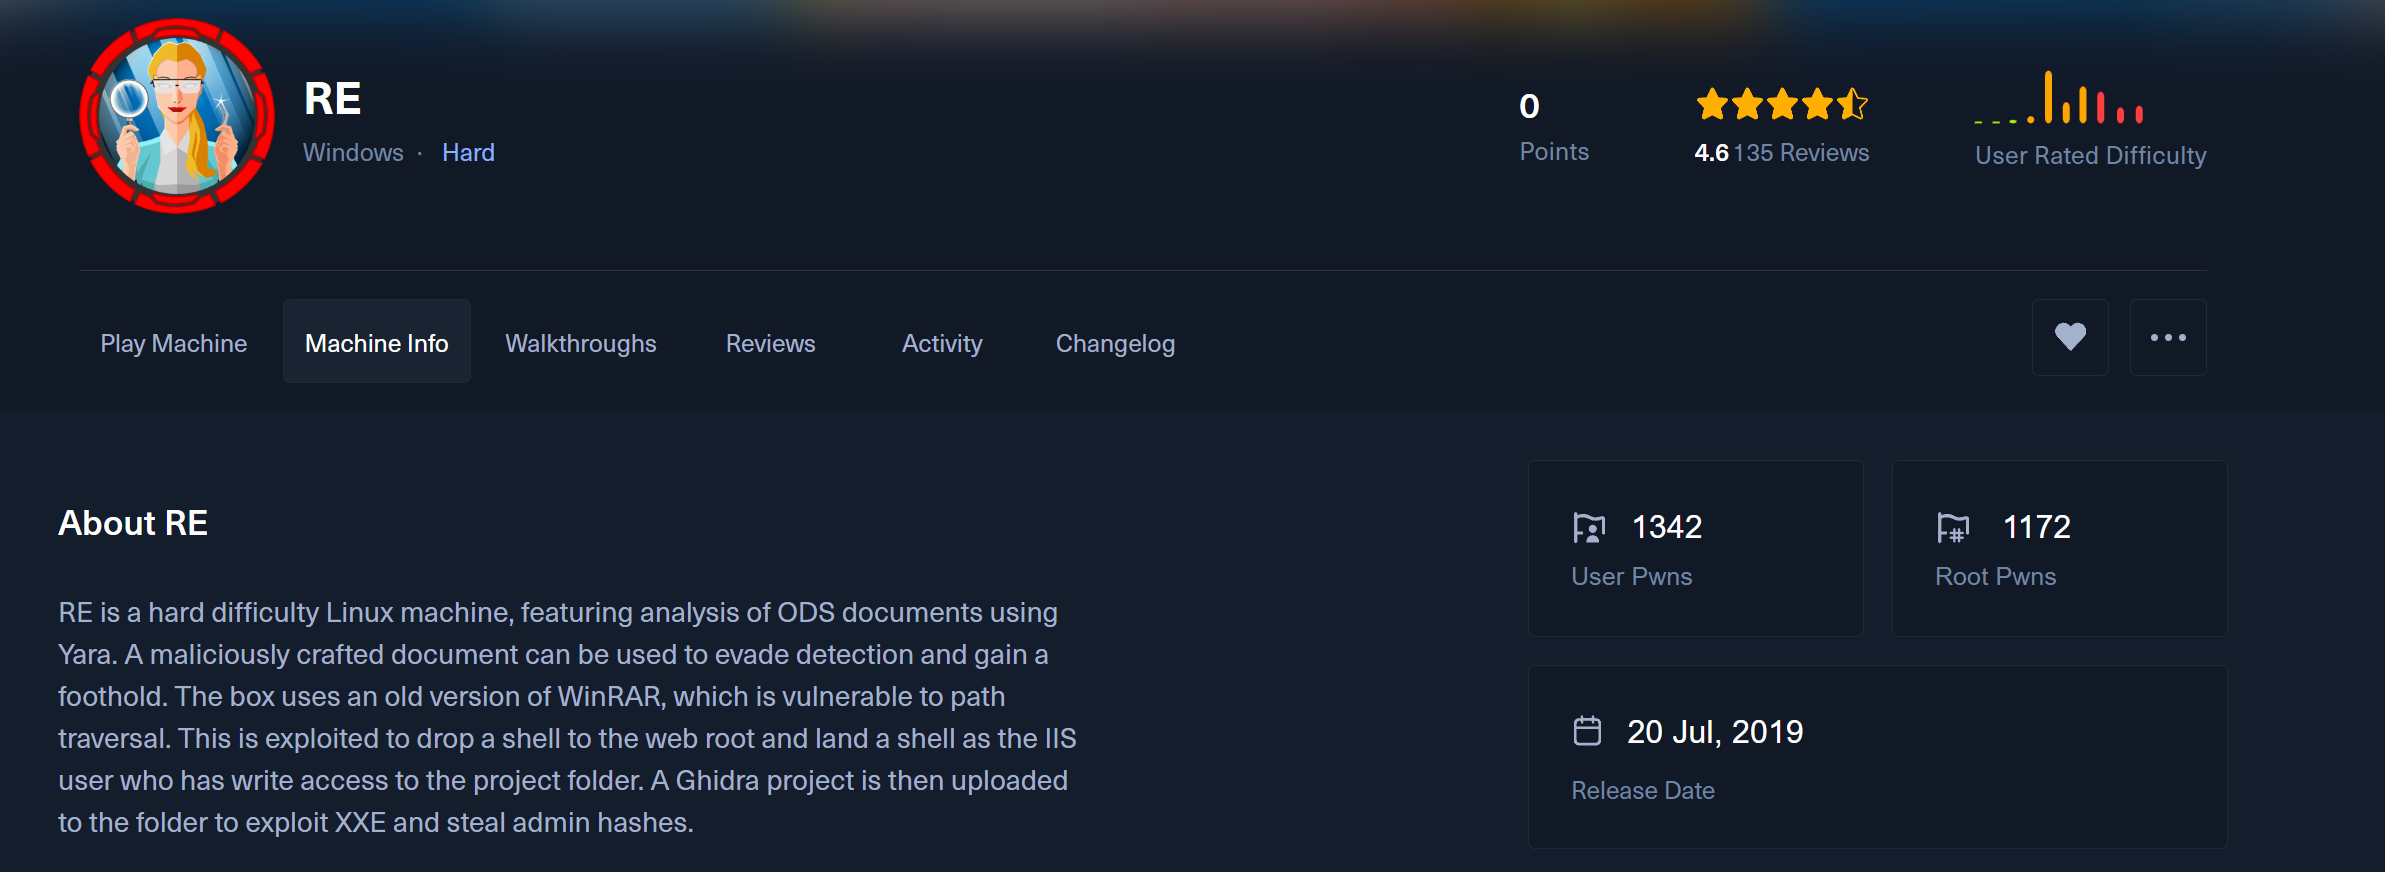 RE
Windows · Hard
0
Points
4.6 135 Reviews
User Rated Difficulty
Play Machine
Machine Info
Walkthroughs
Reviews
Activity
Changelog
About RE
RE is a hard difficulty Linux machine, featuring analysis of ODS documents using
Yara. A maliciously crafted document can be used to evade detection and gain a
foothold. The box uses an old version of WinRAR, which is vulnerable to path
traversal. This is exploited to drop a shell to the web root and land a shell as the IIS
user who has write access to the project folder. A Ghidra project is then uploaded
to the folder to exploit XXE and steal admin hashes.
1342
User Pwns
1172
Root Pwns
20 Jul, 2019
Release Date